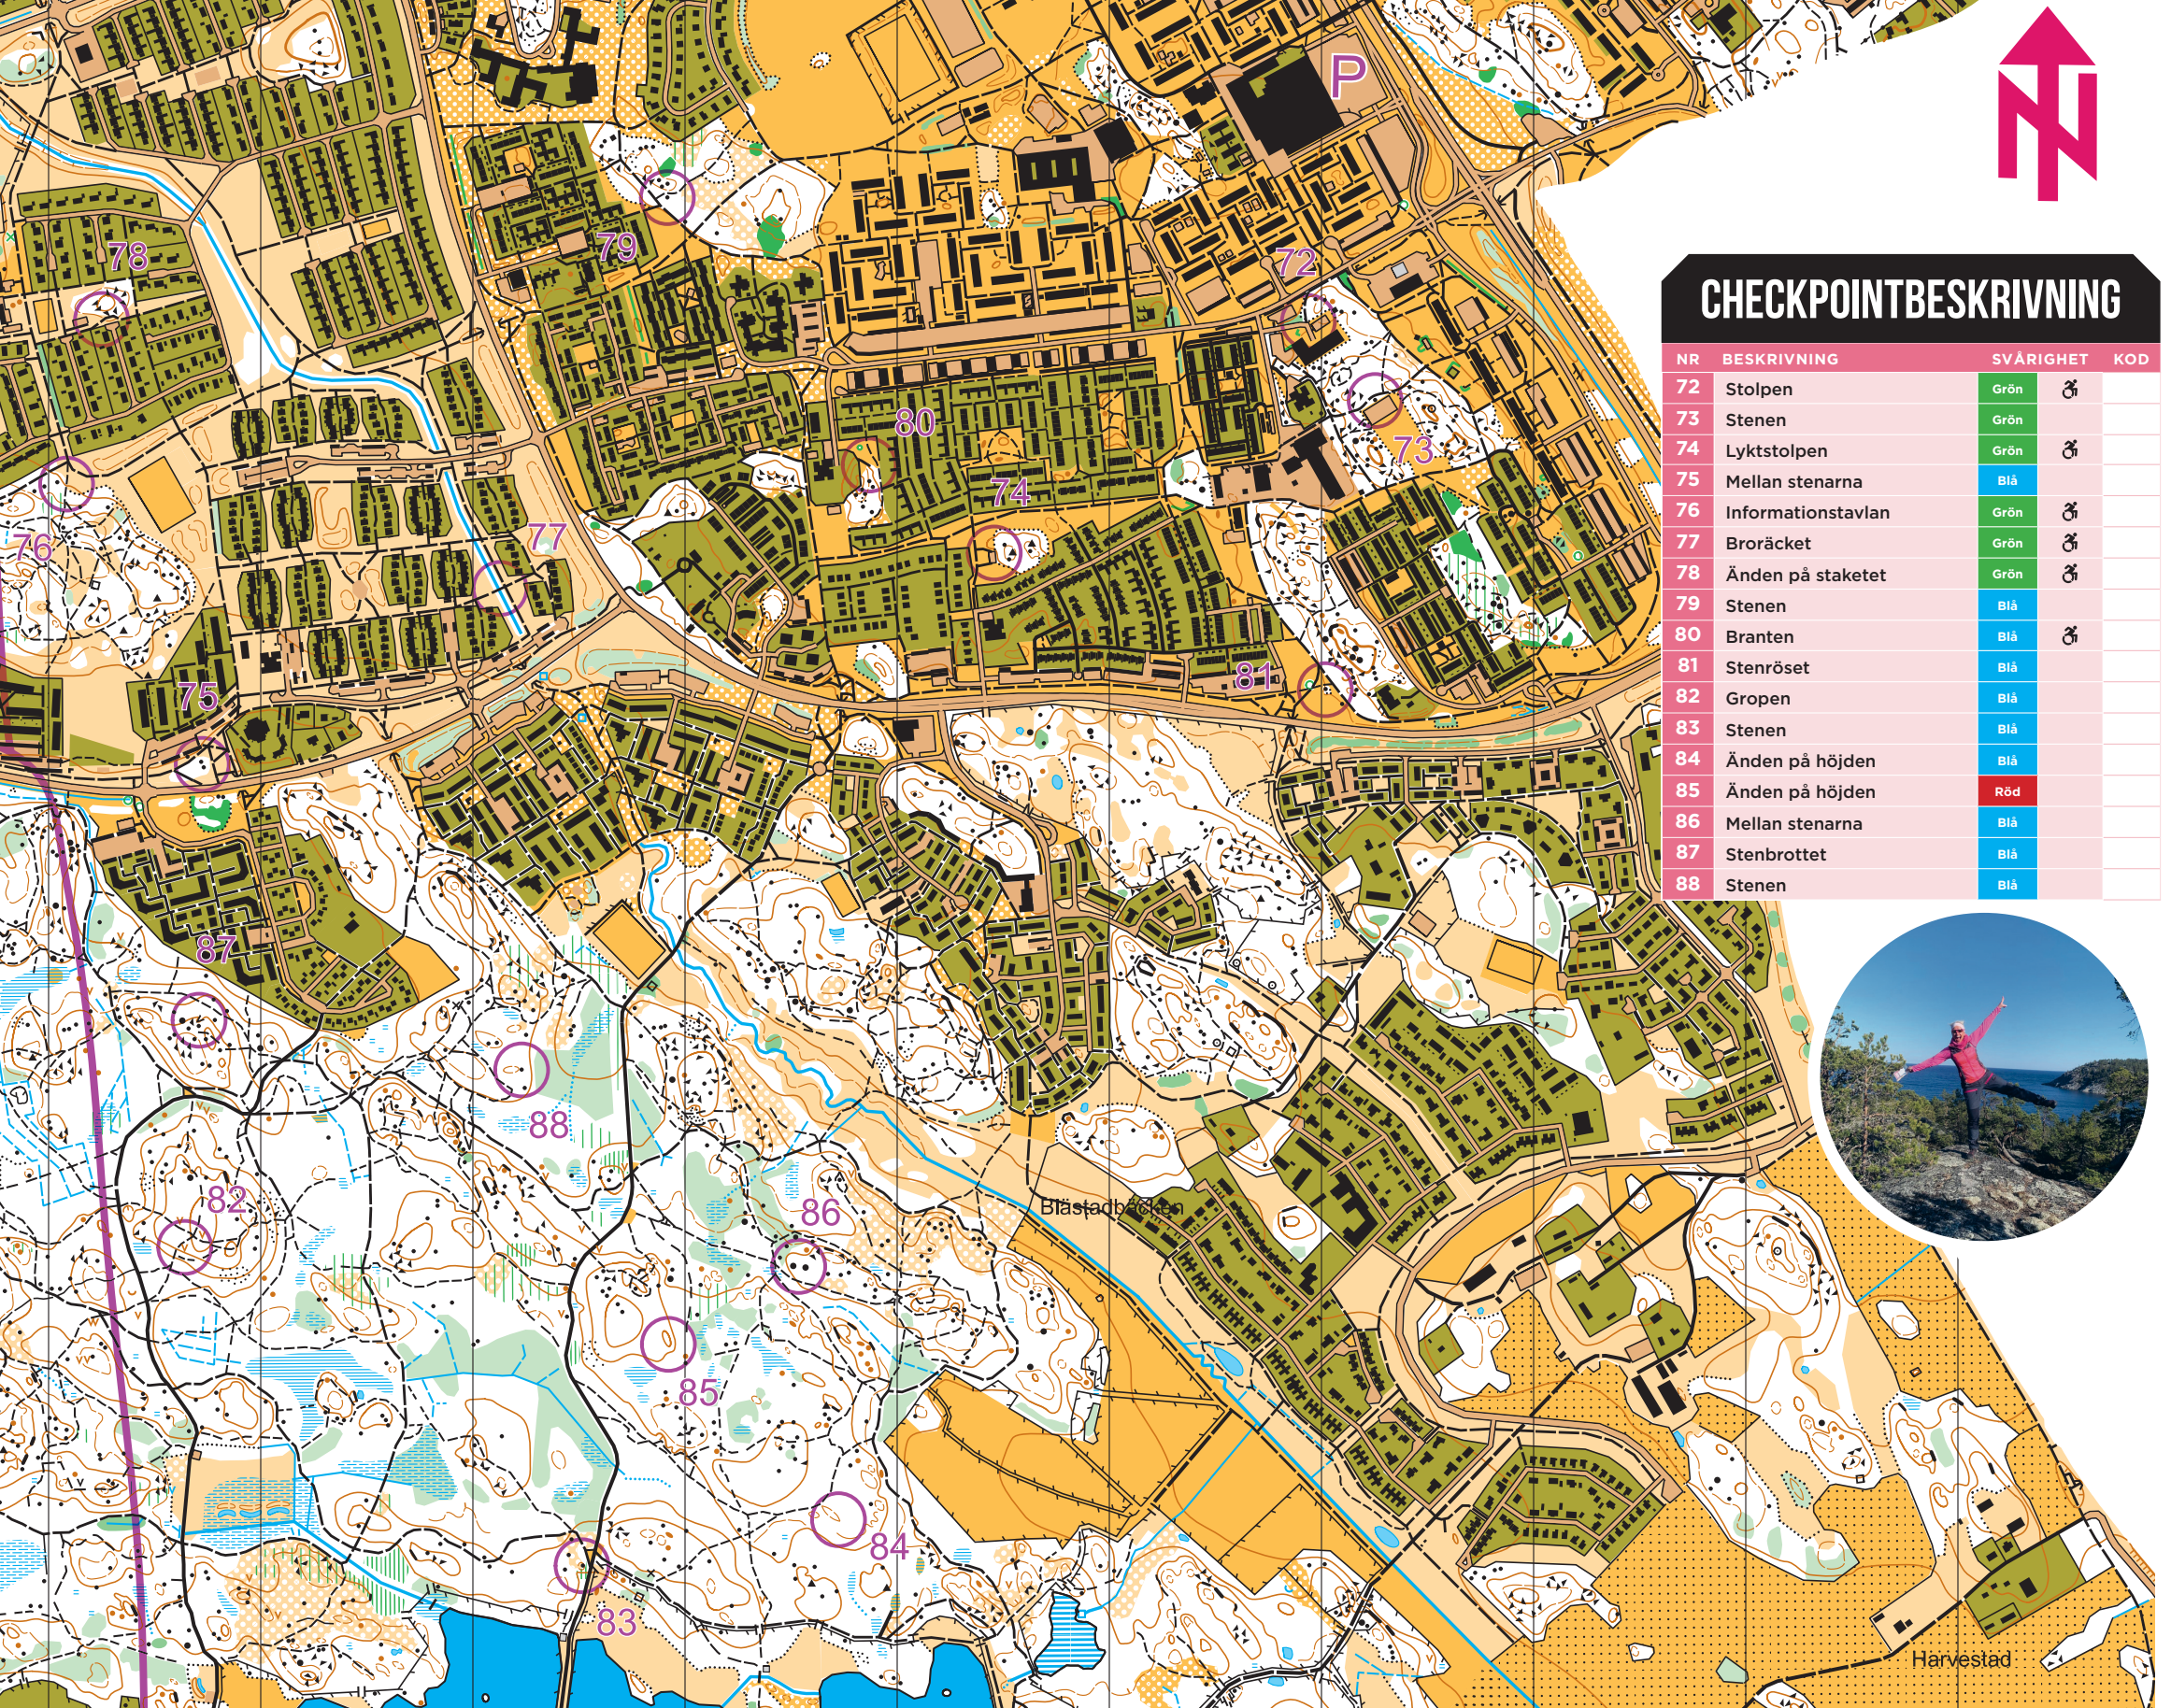 P
78
79
72
80
73
74
76
77
81
75
87
88
82
86
85
84
83
Blästadbäcken
Harvestad
N
CHECKPOINTBESKRIVNING
NR BESKRIVNING SVÅRIGHET KOD
72 Stolpen Grön
73 Stenen Grön
74 Lyktstolpen Grön
75 Mellan stenarna Blå
76 Informationstavlan Grön
77 Broräcket Grön
78 Änden på staketet Grön
79 Stenen Blå
80 Branten Blå
81 Stenröset Blå
82 Gropen Blå
83 Stenen Blå
84 Änden på höjden Blå
85 Änden på höjden Röd
86 Mellan stenarna Blå
87 Stenbrottet Blå
88 Stenen Blå